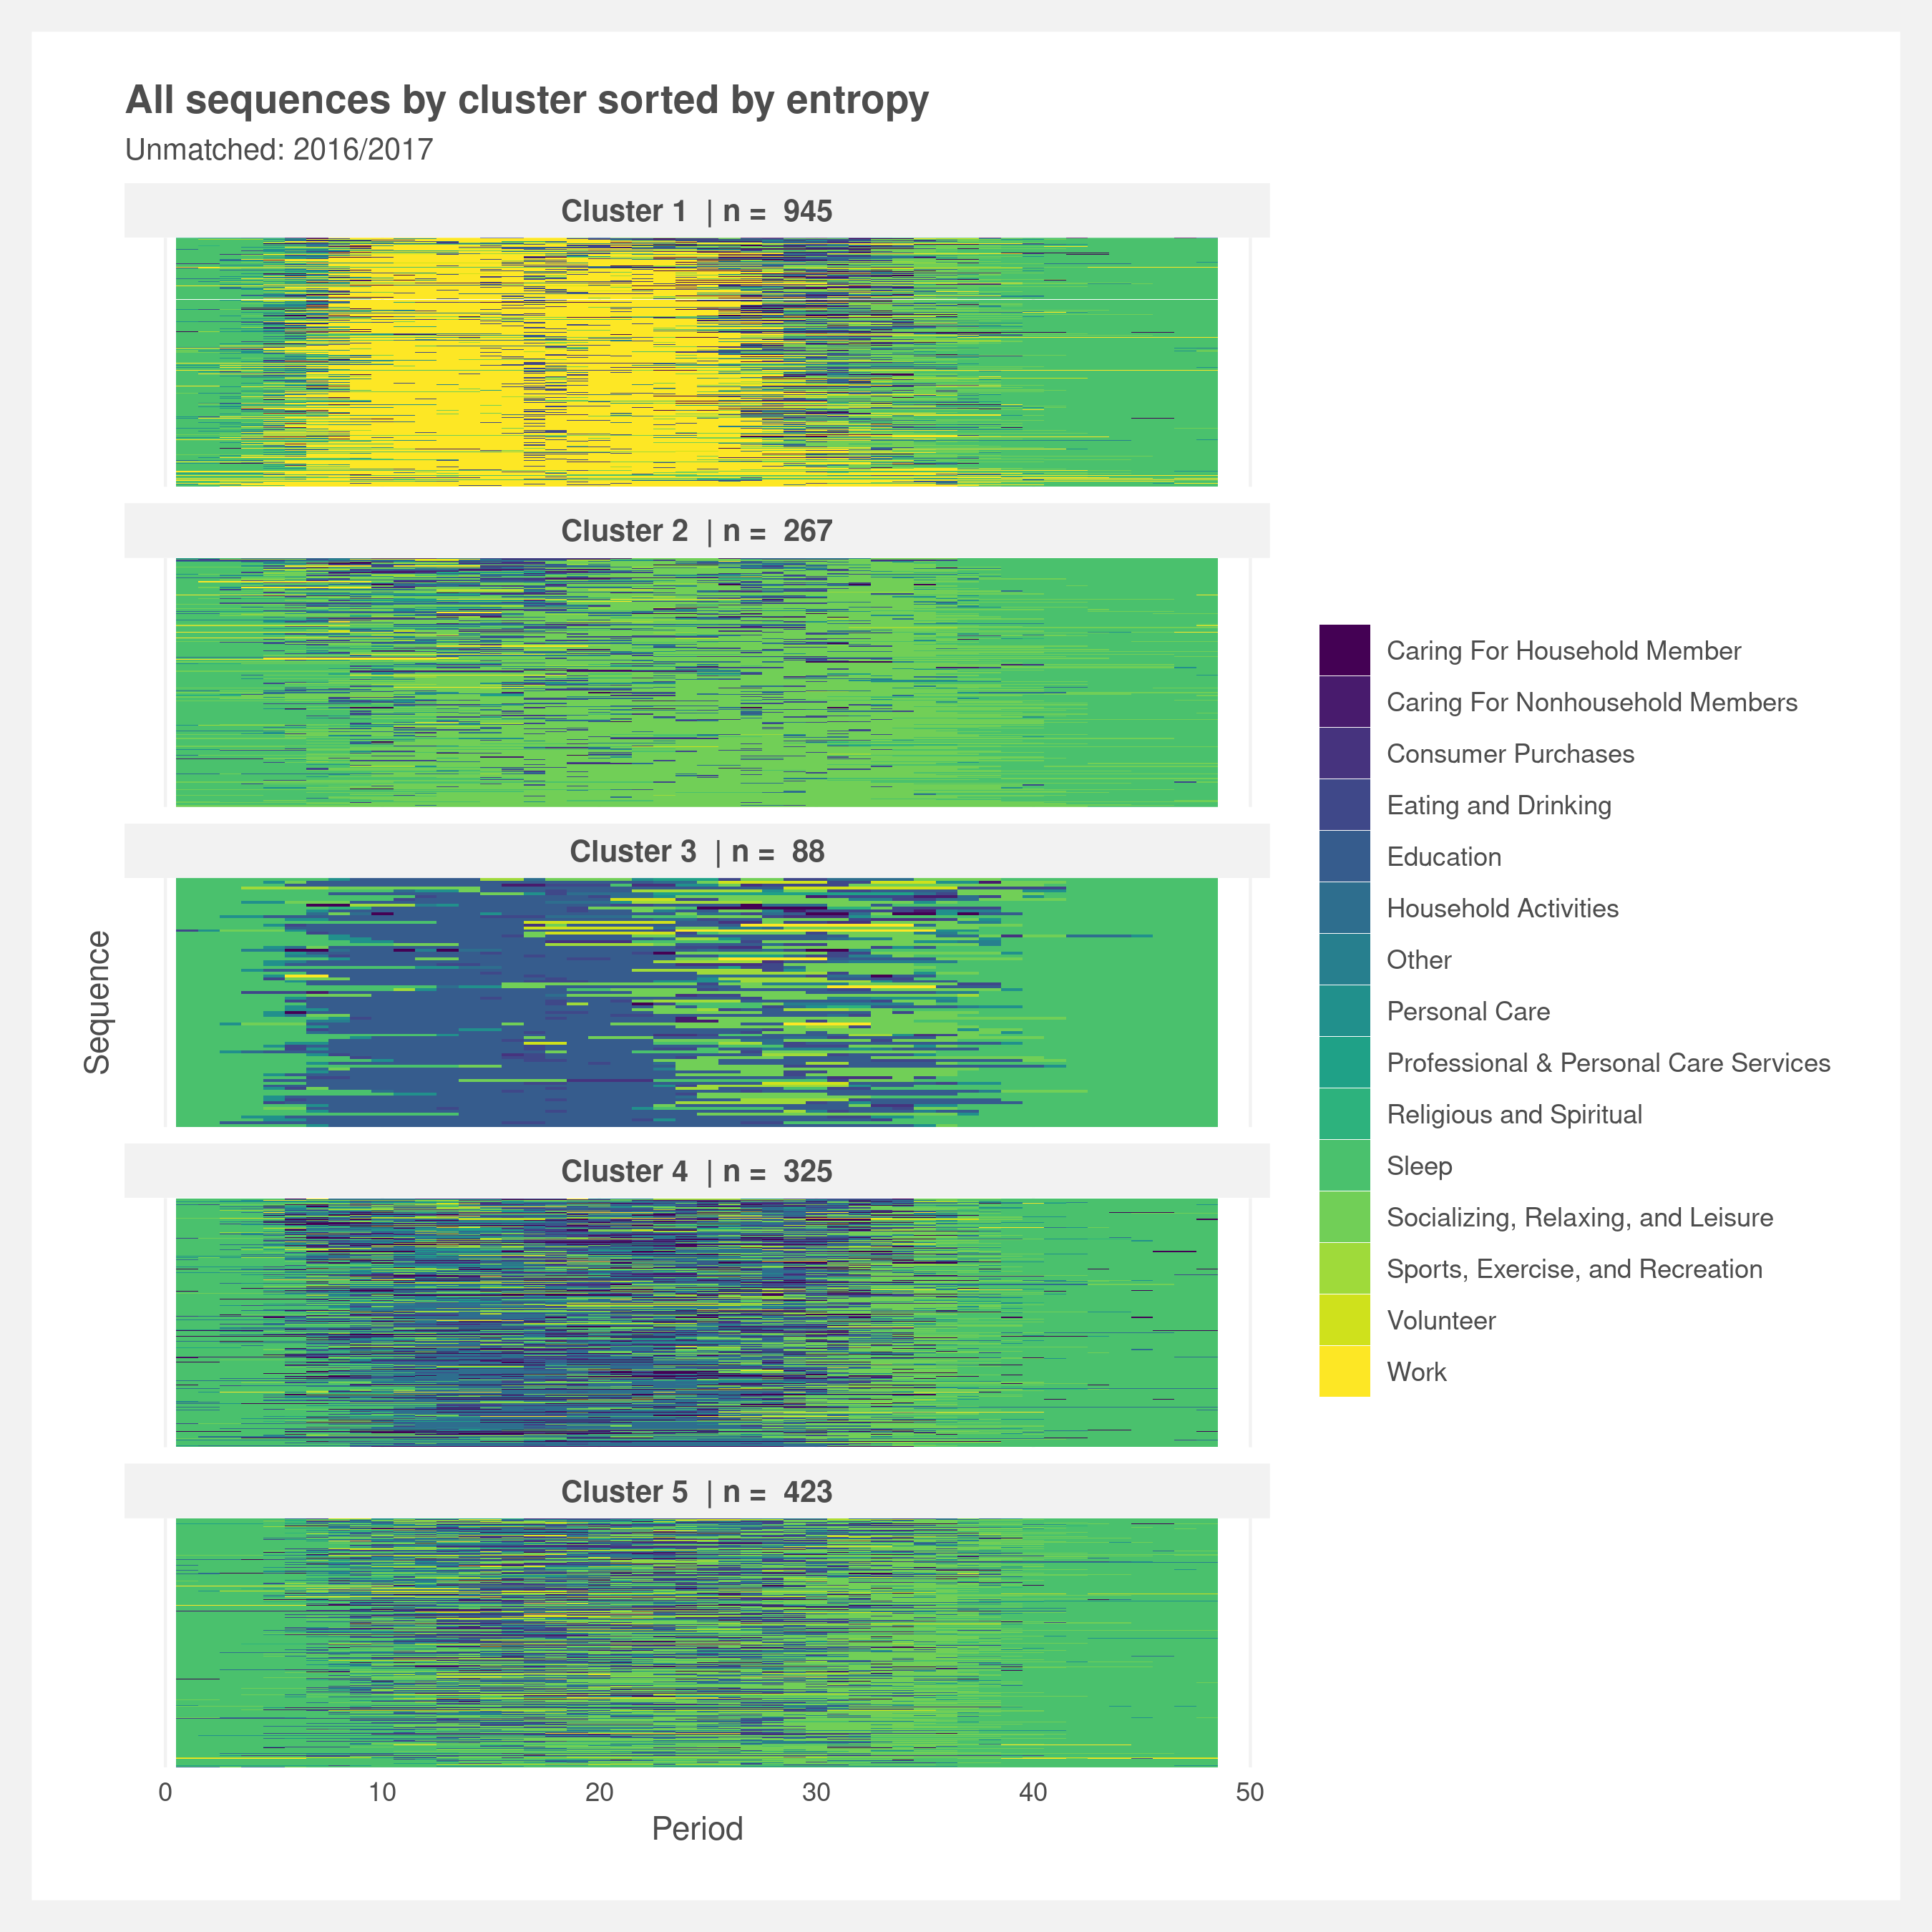 All sequences by cluster sorted by entropy
Unmatched: 2016/2017
Cluster 1 | n = 945
Cluster 2 | n = 267
Cluster 3 | n = 88
Cluster 4 | n = 325
Cluster 5 | n = 423
Sequence
0 10 20 30 40 50
Period
Caring For Household Member
Caring For Nonhousehold Members
Consumer Purchases
Eating and Drinking
Education
Household Activities
Other
Personal Care
Professional & Personal Care Services
Religious and Spiritual
Sleep
Socializing, Relaxing, and Leisure
Sports, Exercise, and Recreation
Volunteer
Work